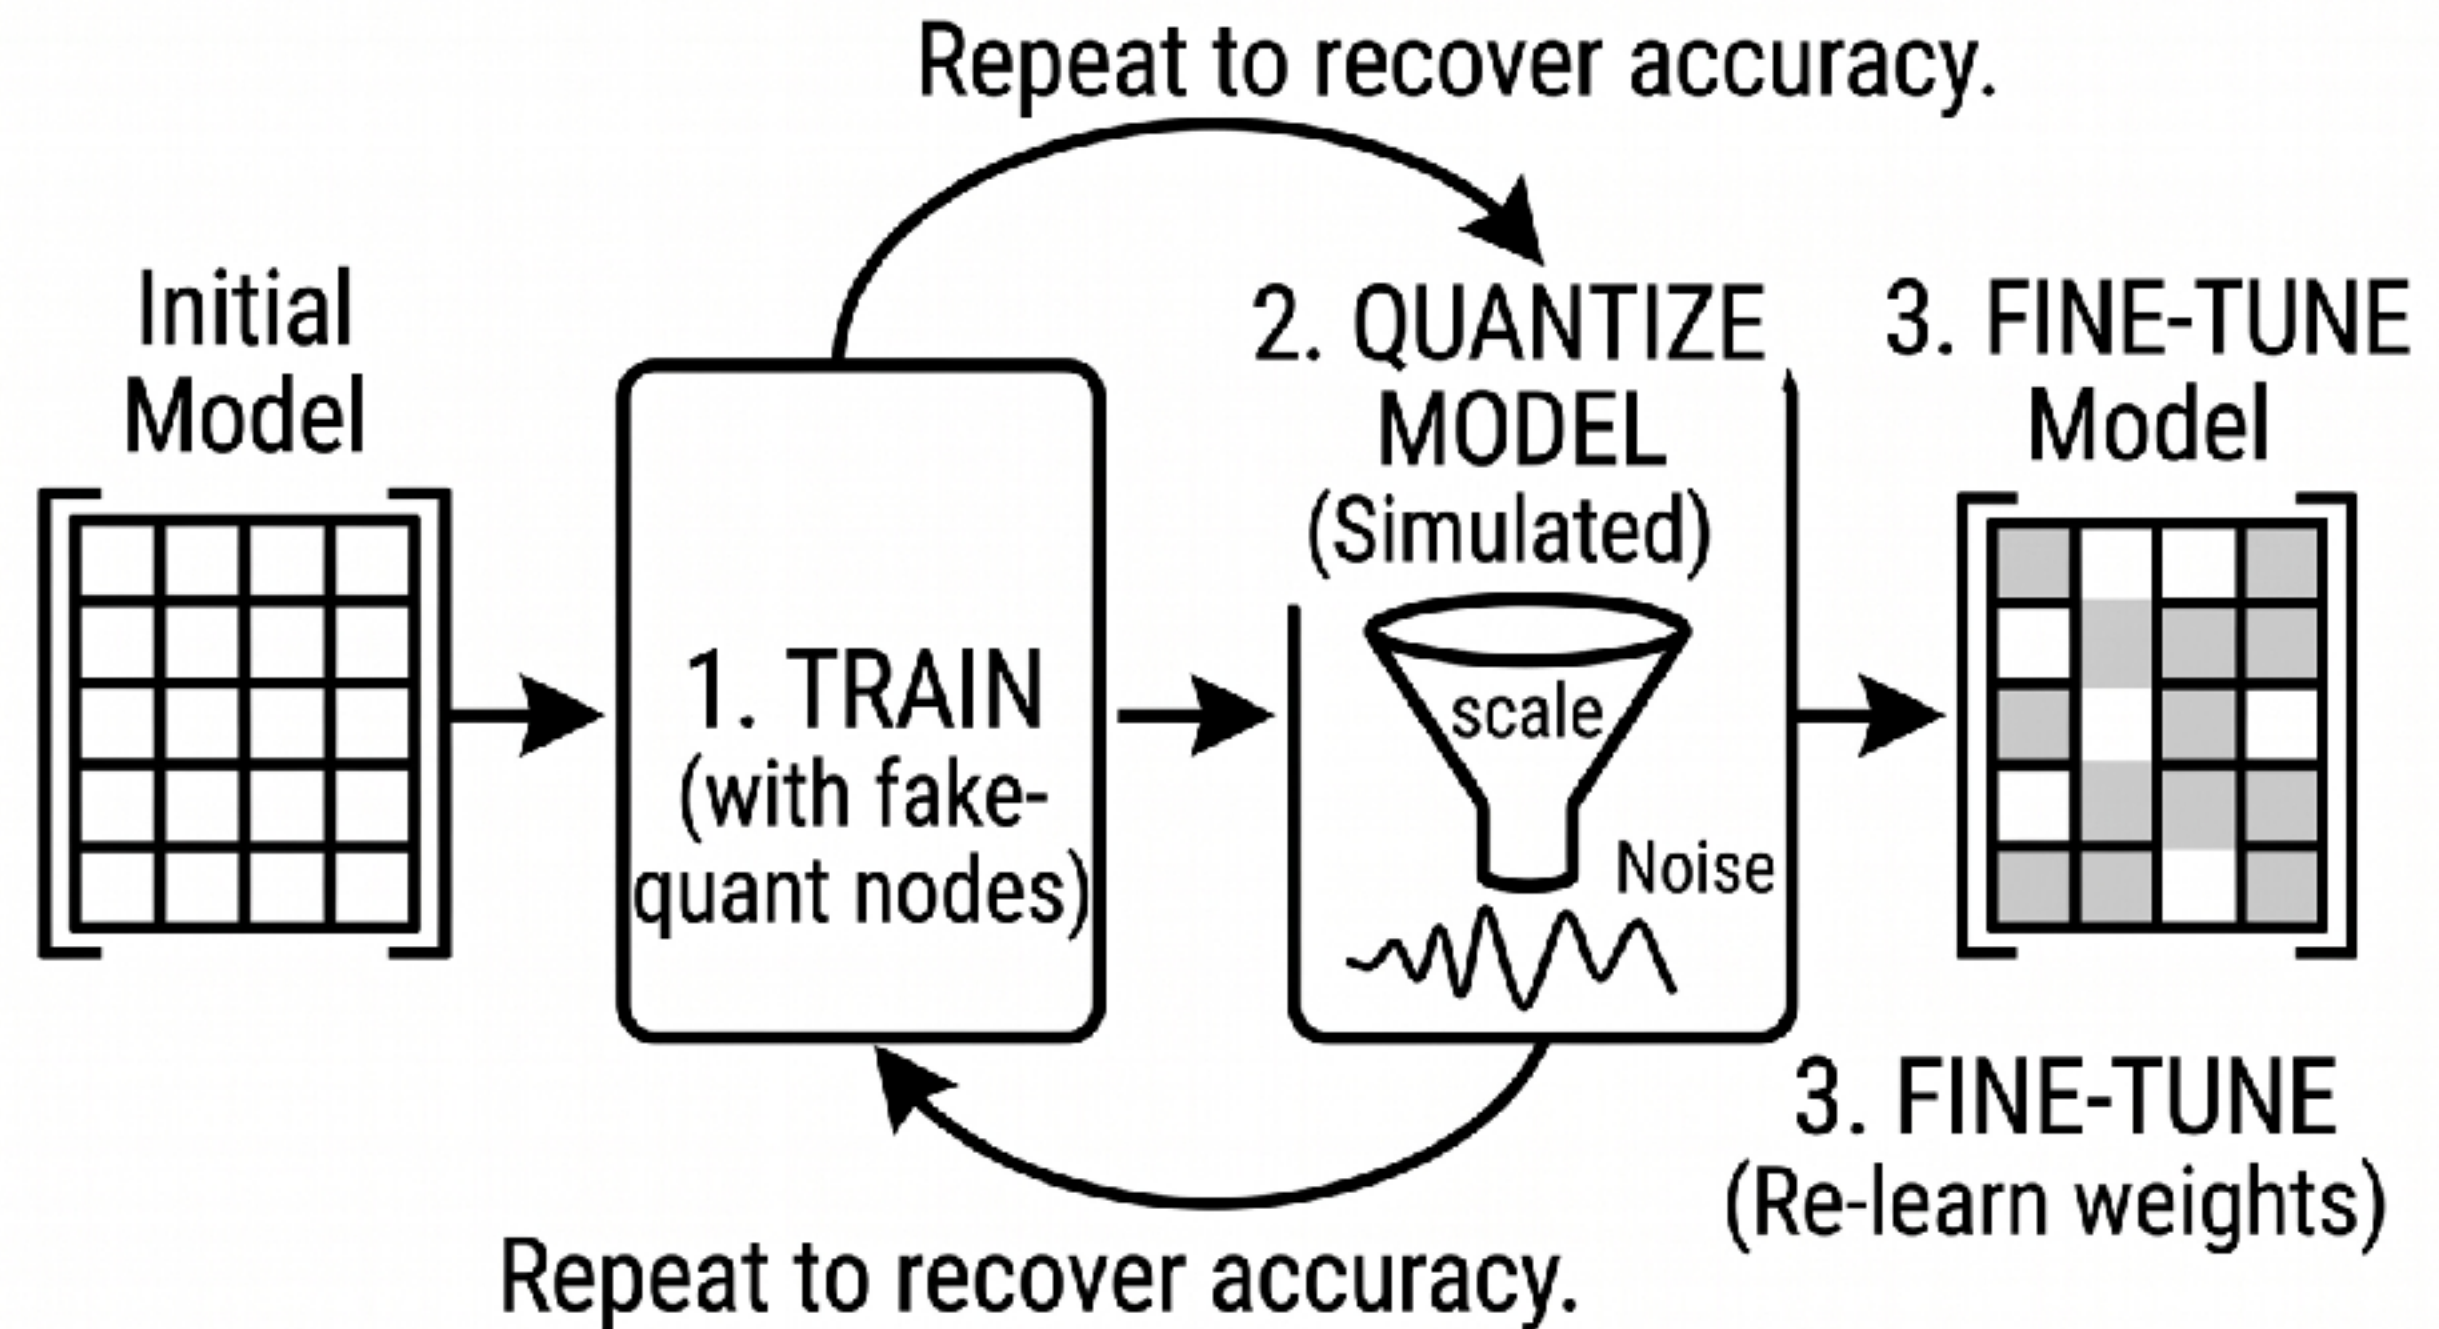 Repeat to recover accuracy.
Initial
Model
1. TRAIN
(with fake-
quant nodes)
2. QUANTIZE
MODEL
(Simulated)
scale
Noise
3. FINE-TUNE
Model
3. FINE-TUNE
(Re-learn weights)
Repeat to recover accuracy.